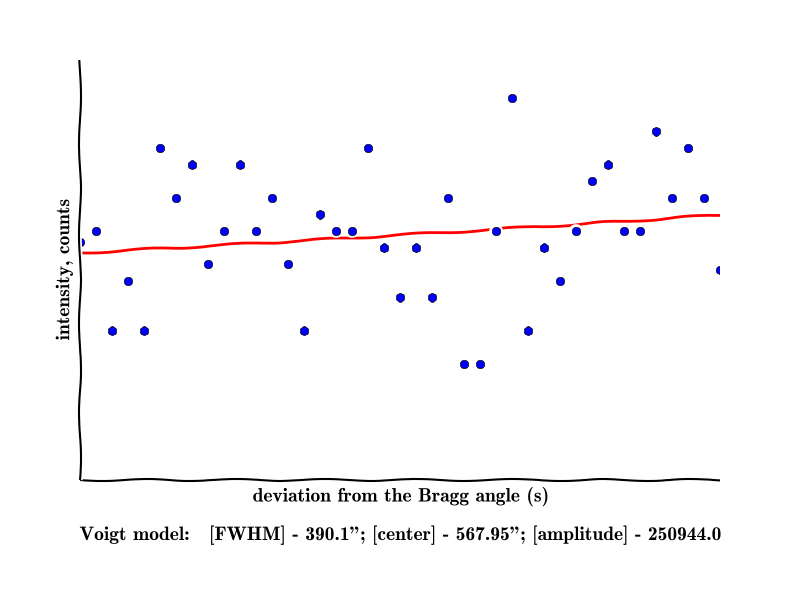 intensity, counts
deviation from the Bragg angle (s)
Voigt model: [FWHM] - 390.1”; [center] - 567.95”; [amplitude] - 250944.0